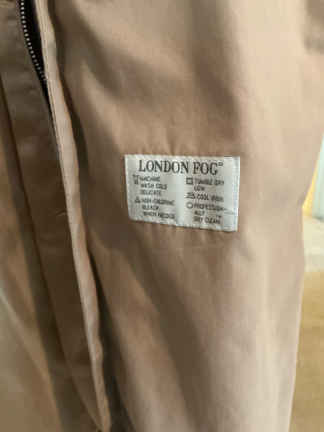 LONDON FOG®
MACHINE
WASH COLD
DELICATE
NON-CHLORINE
BLEACH
WHEN NEEDED
TUMBLE DRY
LOW
COOL IRON
PROFESSION-
ALLY
DRY CLEAN